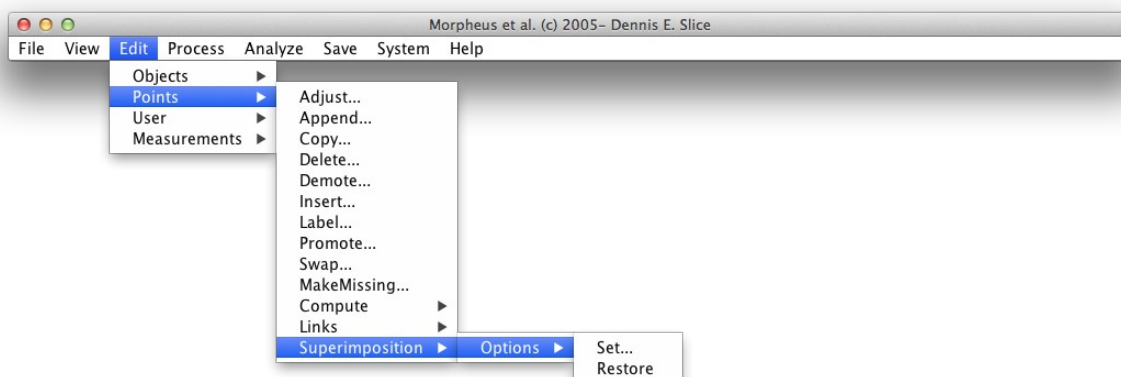 Morpheus et al. (c) 2005- Dennis E. Slice
File View Edit Process Analyze Save System Help
Objects
Points
User
Measurements
Adjust...
Append...
Copy...
Delete...
Demote...
Insert...
Label...
Promote...
Swap...
MakeMissing...
Compute
Links
Superimposition
Options
Set...
Restore